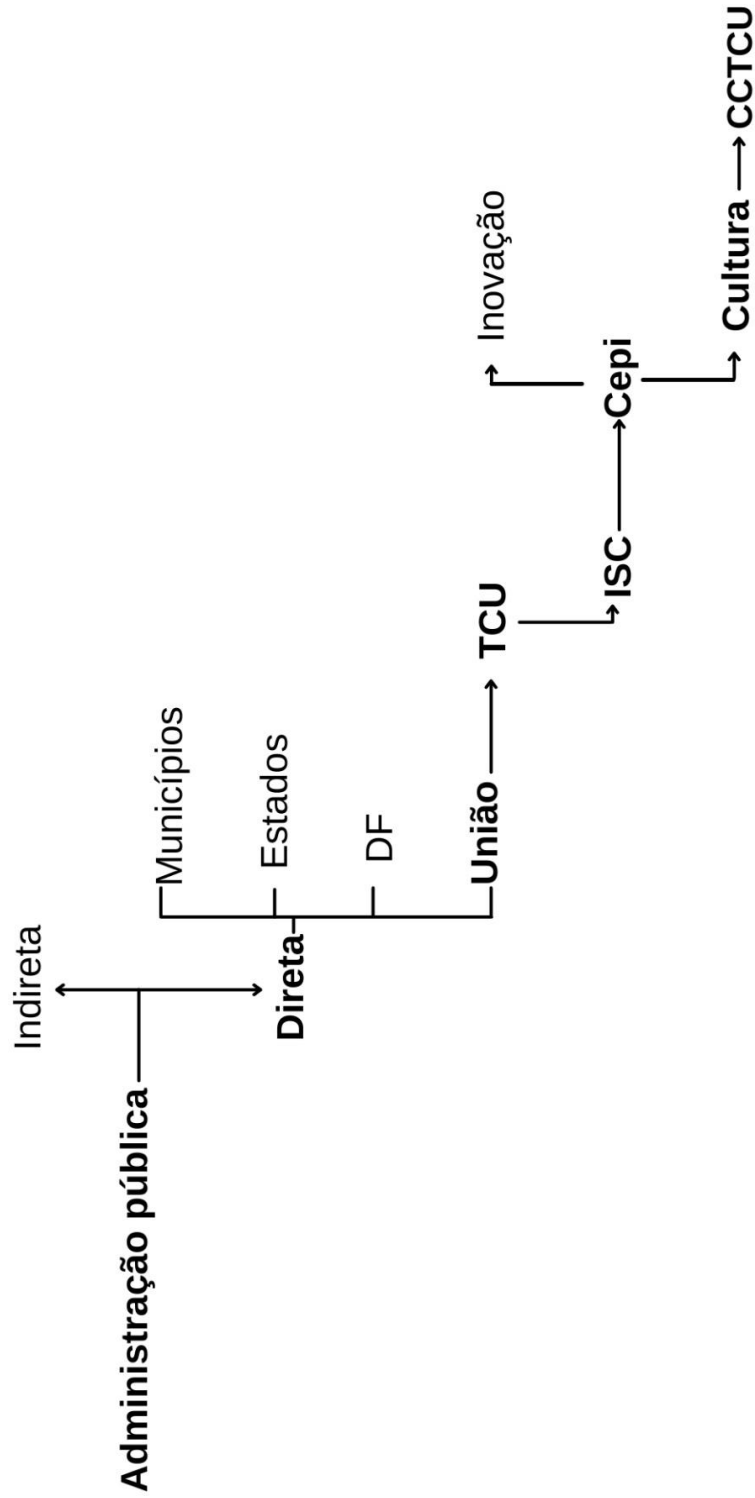 Administração pública
Indireta
Direta
Municípios
Estados
DF
União
TCU
ISC
Cepi
Inovação
Cultura
CCTCU